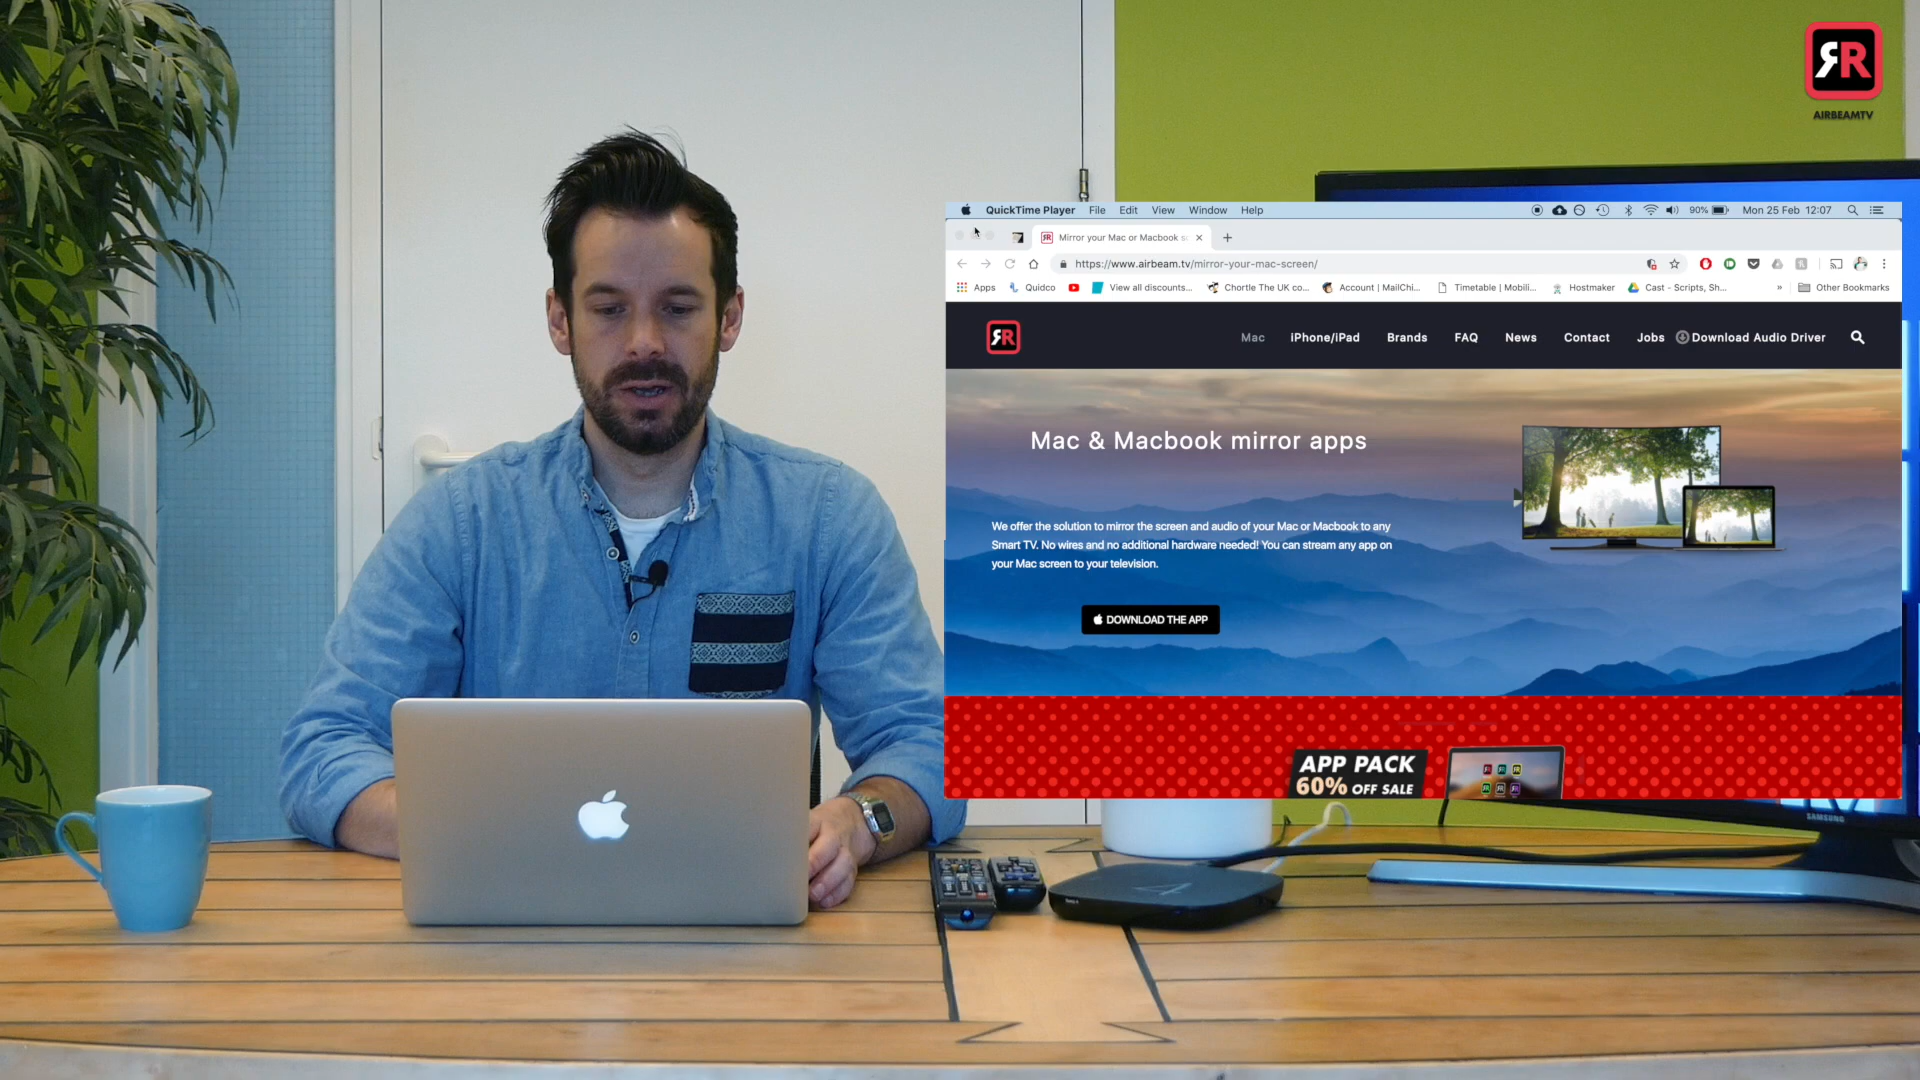 ЯR
AIRBEAMTV
QuickTime Player File Edit View Window Help 90% Mon 25 Feb 12:07
Mirror your Mac or Macbook s
https://www.airbeam.tv/mirror-your-mac-screen/
Apps Quidco View all discounts... Chortle The UK co... Account | MailChi... Timetable | Mobili... Hostmaker Cast - Scripts, Sh... » Other Bookmarks
ЯR Mac iPhone/iPad Brands FAQ News Contact Jobs Download Audio Driver
Mac & Macbook mirror apps
We offer the solution to mirror the screen and audio of your Mac or Macbook to any
Smart TV. No wires and no additional hardware needed! You can stream any app on
your Mac screen to your television.
DOWNLOAD THE APP
APP PACK
60% OFF SALE
SAMSUNG